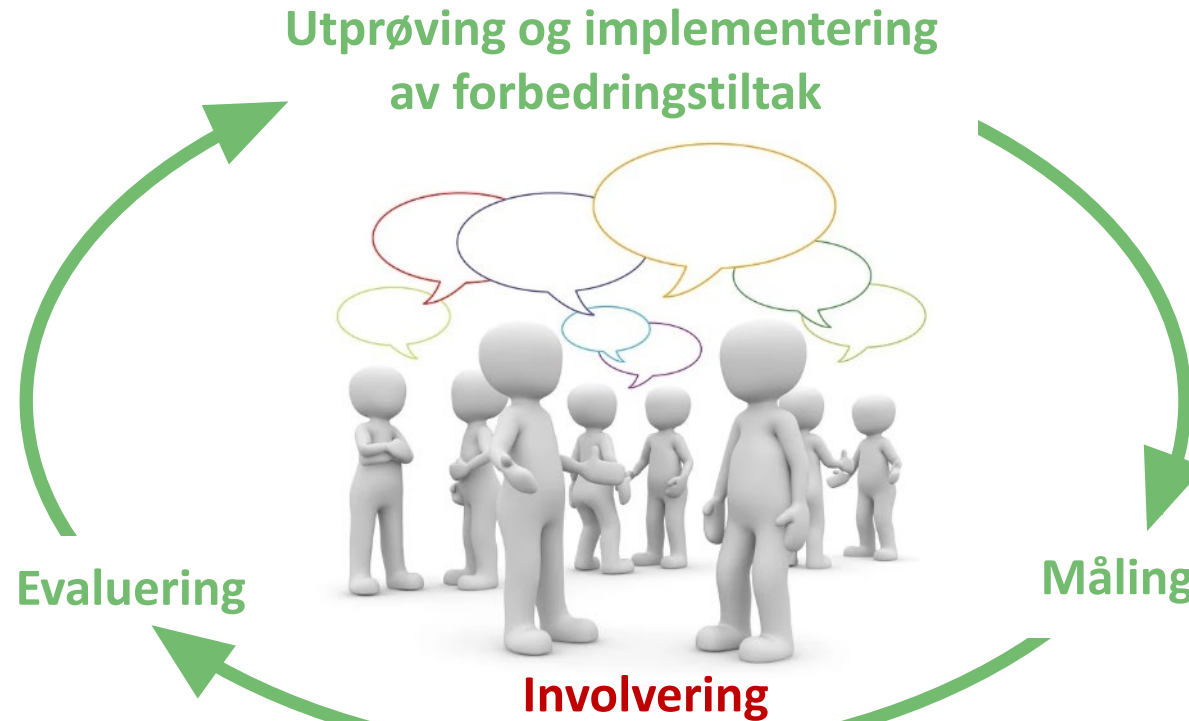 Utprøving og implementering
av forbedringstiltak
Evaluering
Måling
Involvering